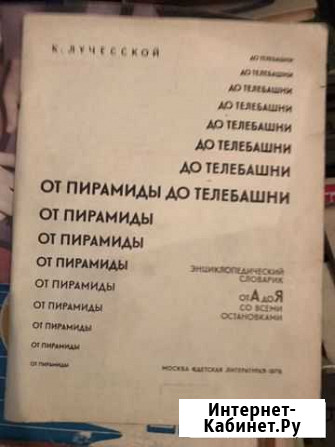 К. ЛУЧЕССКОЙ
ДО ТЕЛЕБАШНИ
ДО ТЕЛЕБАШНИ
ДО ТЕЛЕБАШНИ
ДО ТЕЛЕБАШНИ
ДО ТЕЛЕБАШНИ
ДО ТЕЛЕБАШНИ
ДО ТЕЛЕБАШНИ
ОТ ПИРАМИДЫ ДО ТЕЛЕБАШНИ
ОТ ПИРАМИДЫ
ОТ ПИРАМИДЫ
ОТ ПИРАМИДЫ
ОТ ПИРАМИДЫ
ОТ ПИРАМИДЫ
ОТ ПИРАМИДЫ
ОТ ПИРАМИДЫ
ОТ ПИРАМИДЫ
ЭНЦИКЛОПЕДИЧЕСКИЙ
СЛОВАРИК
ОТ А ДО Я
СО ВСЕМИ
ОСТАНОВКАМИ
МОСКВА «ДЕТСКАЯ ЛИТЕРАТУРА»
Интернет-
Кабинет.Ру